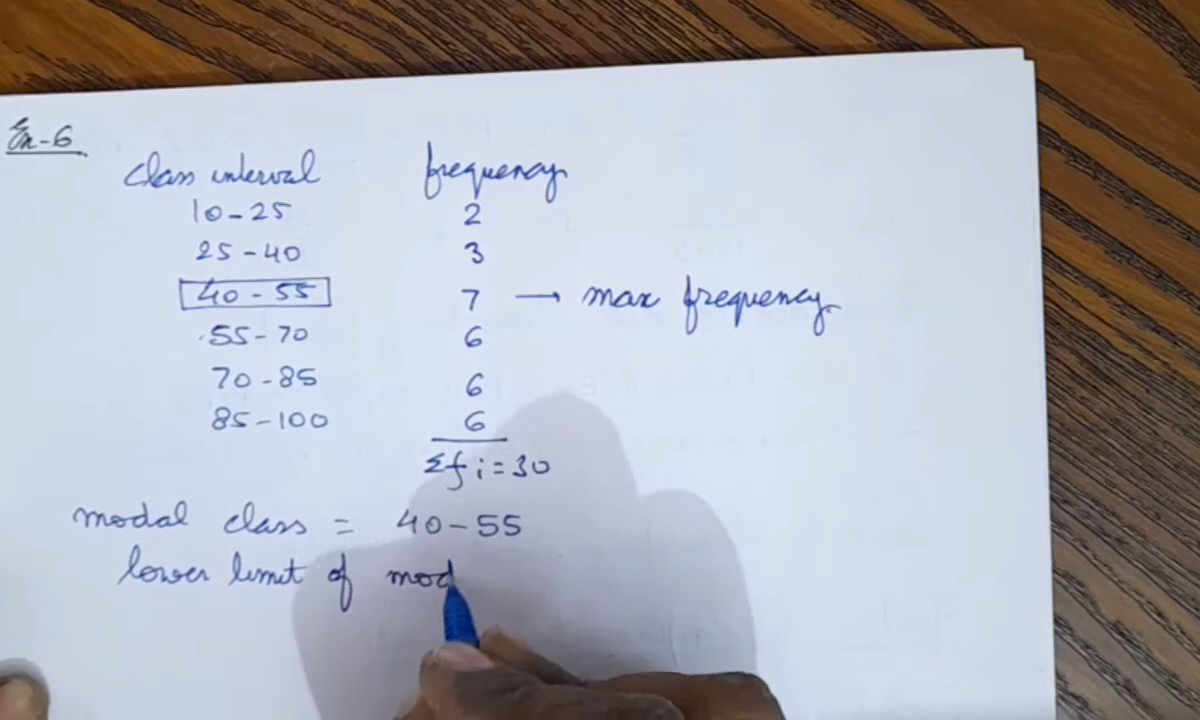 Ex-6
class interval frequency
10-25 2
25-40 3
40-55 7 → max frequency
55-70 6
70-85 6
85-100 6
Σfi=30
modal class = 40-55
lower limit of mod